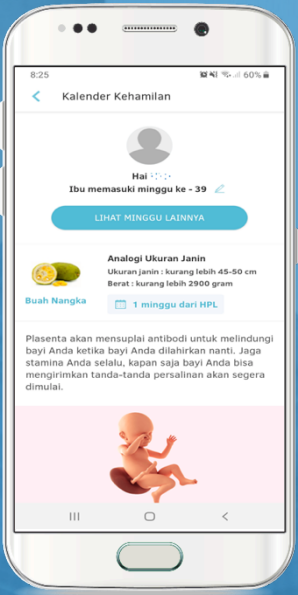 8:25
60%
Kalender Kehamilan
Hai
Ibu memasuki minggu ke - 39
LIHAT MINGGU LAINNYA
Analogi Ukuran Janin
Ukuran janin : kurang lebih 45-50 cm
Berat : kurang lebih 2900 gram
Buah Nangka
1 minggu dari HPL
Plasenta akan mensuplai antibodi untuk melindungi
bayi Anda ketika bayi Anda dilahirkan nanti. Jaga
stamina Anda selalu, kapan saja bayi Anda bisa
mengirimkan tanda-tanda persalinan akan segera
dimulai.